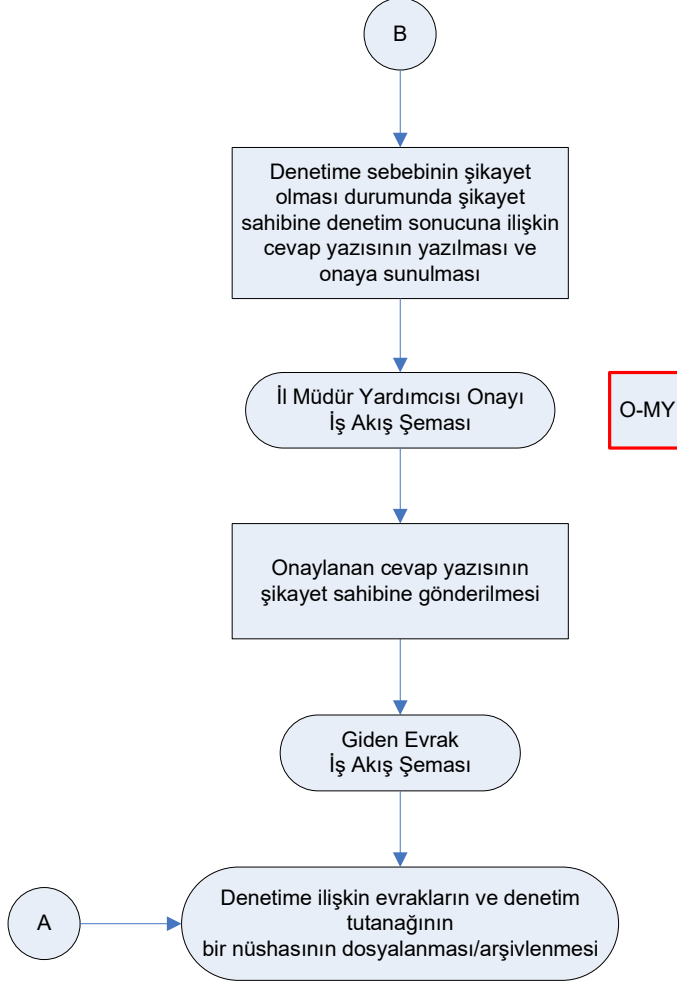 B
Denetime sebebinin şikayet
olması durumunda şikayet
sahibine denetim sonucuna ilişkin
cevap yazısının yazılması ve
onaya sunulması
İl Müdür Yardımcısı Onayı
İş Akış Şeması
O-MY
Onaylanan cevap yazısının
şikayet sahibine gönderilmesi
Giden Evrak
İş Akış Şeması
A
Denetime ilişkin evrakların ve denetim
tutanağının
bir nüshasının dosyalanması/arşivlenmesi